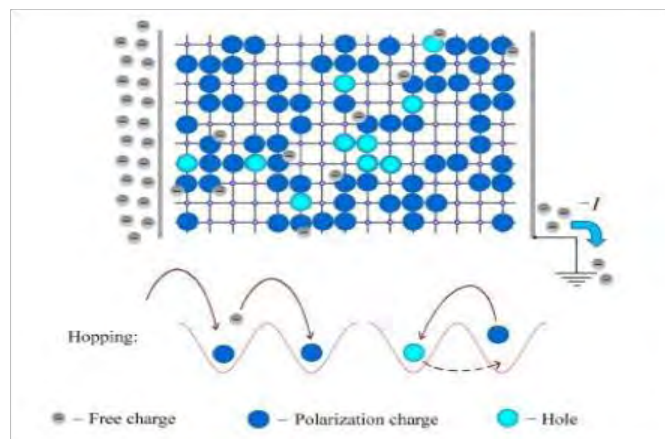 −I
Hopping:
– Free charge – Polarization charge – Hole